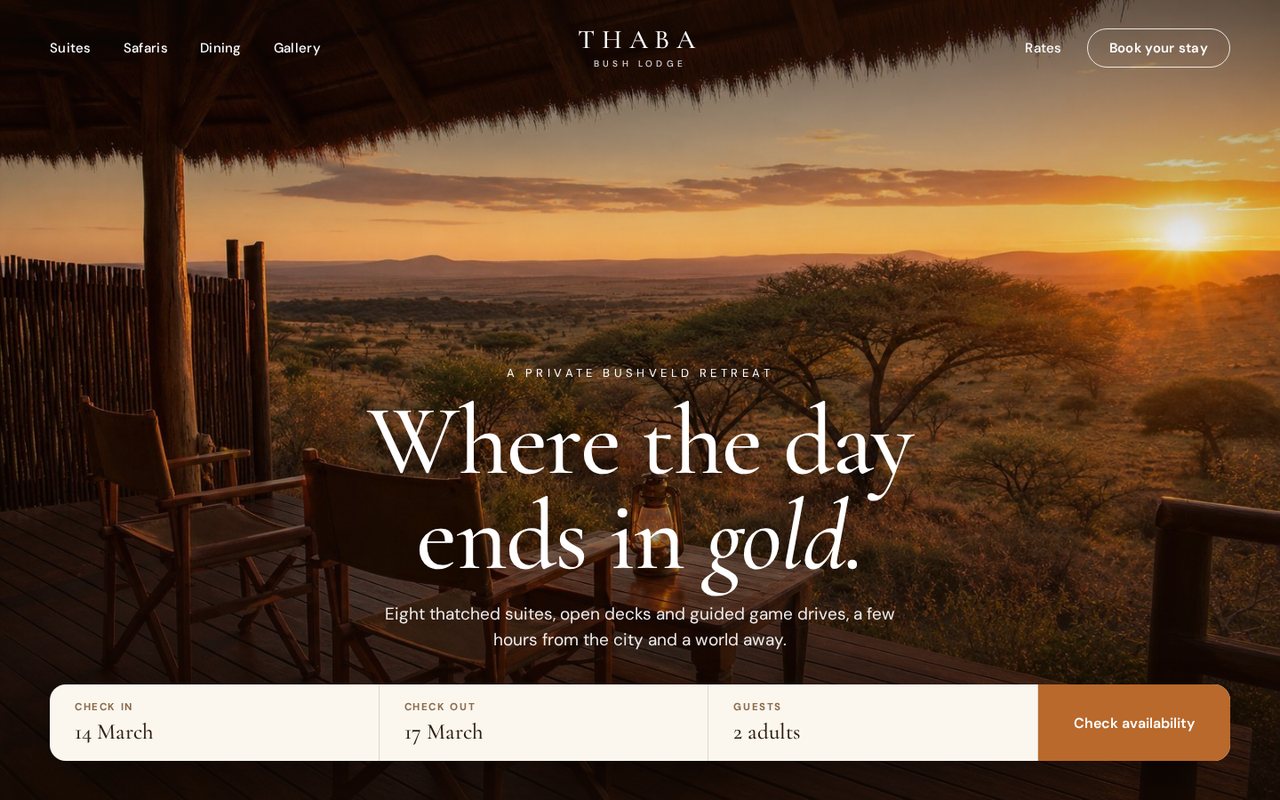 Suites Safaris Dining Gallery
THABA
BUSH LODGE
Rates Book your stay
A PRIVATE BUSHVELD RETREAT
Where the day
ends in gold.
Eight thatched suites, open decks and guided game drives, a few
hours from the city and a world away.
CHECK IN
14 March
CHECK OUT
17 March
GUESTS
2 adults
Check availability